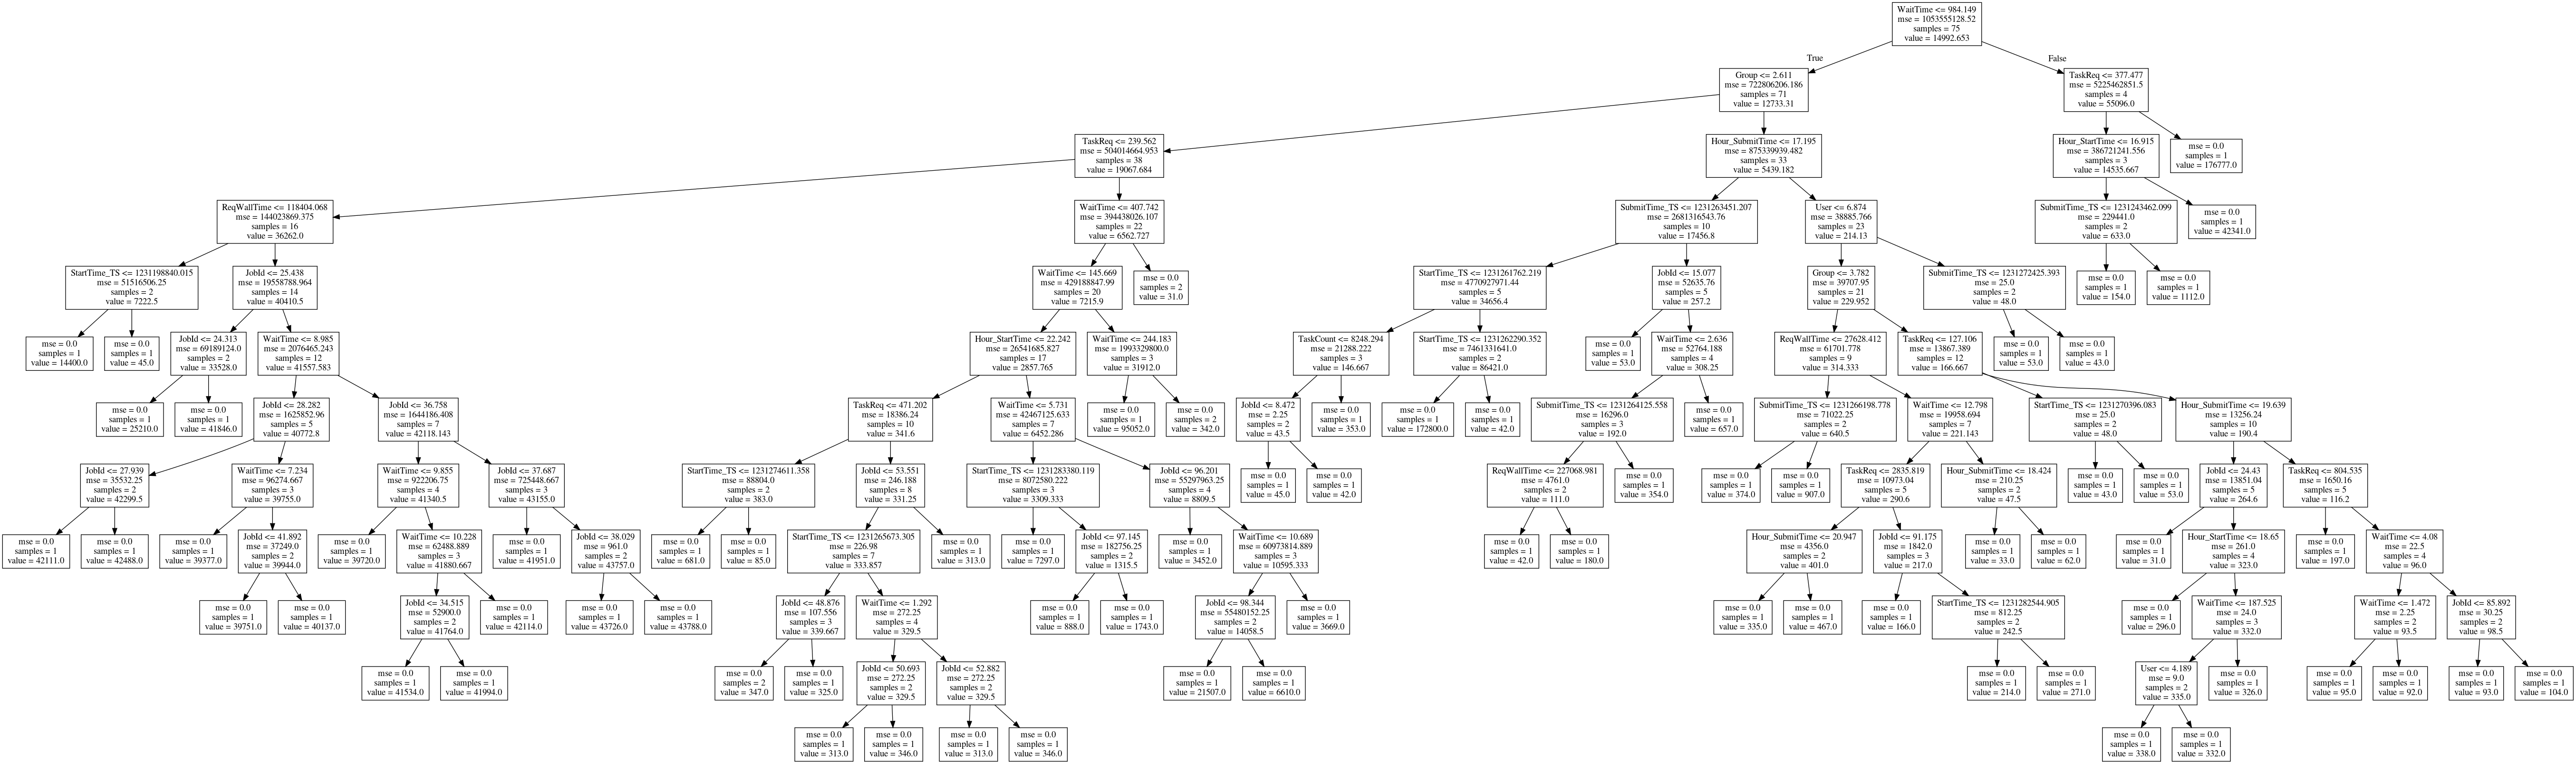 WaitTime <= 984.149
mse = 1053555128.52
samples = 75
value = 14992.653
True
False
Group <= 2.611
mse = 722806206.186
samples = 71
value = 12733.31
TaskReq <= 377.477
mse = 5225462851.5
samples = 4
value = 55096.0
TaskReq <= 239.562
mse = 504014664.953
samples = 38
value = 19067.684
Hour_SubmitTime <= 17.195
mse = 875339939.482
samples = 33
value = 5439.182
Hour_StartTime <= 16.915
mse = 386721241.556
samples = 3
value = 14535.667
mse = 0.0
samples = 1
value = 176777.0
ReqWallTime <= 118404.068
mse = 144023869.375
samples = 16
value = 36262.0
WaitTime <= 407.742
mse = 394438026.107
samples = 22
value = 6562.727
SubmitTime_TS <= 1231263451.207
mse = 2681316543.76
samples = 10
value = 17456.8
User <= 6.874
mse = 38885.766
samples = 23
value = 214.13
SubmitTime_TS <= 1231243462.099
mse = 229441.0
samples = 2
value = 633.0
mse = 0.0
samples = 1
value = 42341.0
StartTime_TS <= 1231198840.015
mse = 51516506.25
samples = 2
value = 7222.5
JobId <= 25.438
mse = 19558788.964
samples = 14
value = 40410.5
WaitTime <= 145.669
mse = 429188847.99
samples = 20
value = 7215.9
mse = 0.0
samples = 2
value = 31.0
StartTime_TS <= 1231261762.219
mse = 4770927971.44
samples = 5
value = 34656.4
JobId <= 15.077
mse = 52635.76
samples = 5
value = 257.2
Group <= 3.782
mse = 39707.95
samples = 21
value = 229.952
SubmitTime_TS <= 1231272425.393
mse = 25.0
samples = 2
value = 48.0
mse = 0.0
samples = 1
value = 154.0
mse = 0.0
samples = 1
value = 1112.0
mse = 0.0
samples = 1
value = 14400.0
mse = 0.0
samples = 1
value = 45.0
JobId <= 24.313
mse = 69189124.0
samples = 2
value = 33528.0
WaitTime <= 8.985
mse = 2076465.243
samples = 12
value = 41557.583
Hour_StartTime <= 22.242
mse = 26541685.827
samples = 17
value = 2857.765
WaitTime <= 244.183
mse = 1993329800.0
samples = 3
value = 31912.0
TaskCount <= 8248.294
mse = 21288.222
samples = 3
value = 146.667
StartTime_TS <= 1231262290.352
mse = 7461331641.0
samples = 2
value = 86421.0
mse = 0.0
samples = 1
value = 53.0
WaitTime <= 2.636
mse = 52764.188
samples = 4
value = 308.25
ReqWallTime <= 27628.412
mse = 61701.778
samples = 9
value = 314.333
TaskReq <= 127.106
mse = 13867.389
samples = 12
value = 166.667
mse = 0.0
samples = 1
value = 53.0
mse = 0.0
samples = 1
value = 43.0
mse = 0.0
samples = 1
value = 25210.0
mse = 0.0
samples = 1
value = 41846.0
JobId <= 28.282
mse = 1625852.96
samples = 5
value = 40772.8
JobId <= 36.758
mse = 1644186.408
samples = 7
value = 42118.143
TaskReq <= 471.202
mse = 18386.24
samples = 10
value = 341.6
WaitTime <= 5.731
mse = 42467125.633
samples = 7
value = 6452.286
mse = 0.0
samples = 1
value = 95052.0
mse = 0.0
samples = 2
value = 342.0
JobId <= 8.472
mse = 2.25
samples = 2
value = 43.5
mse = 0.0
samples = 1
value = 353.0
mse = 0.0
samples = 1
value = 172800.0
mse = 0.0
samples = 1
value = 42.0
SubmitTime_TS <= 1231264125.558
mse = 16296.0
samples = 3
value = 192.0
mse = 0.0
samples = 1
value = 657.0
SubmitTime_TS <= 1231266198.778
mse = 71022.25
samples = 2
value = 640.5
WaitTime <= 12.798
mse = 19958.694
samples = 7
value = 221.143
StartTime_TS <= 1231270396.083
mse = 25.0
samples = 2
value = 48.0
Hour_SubmitTime <= 19.639
mse = 13256.24
samples = 10
value = 190.4
JobId <= 27.939
mse = 35532.25
samples = 2
value = 42299.5
WaitTime <= 7.234
mse = 96274.667
samples = 3
value = 39755.0
WaitTime <= 9.855
mse = 922206.75
samples = 4
value = 41340.5
JobId <= 37.687
mse = 725448.667
samples = 3
value = 43155.0
StartTime_TS <= 1231274611.358
mse = 88804.0
samples = 2
value = 383.0
JobId <= 53.551
mse = 246.188
samples = 8
value = 331.25
StartTime_TS <= 1231283380.119
mse = 8072580.222
samples = 3
value = 3309.333
JobId <= 96.201
mse = 55297963.25
samples = 4
value = 8809.5
mse = 0.0
samples = 1
value = 45.0
mse = 0.0
samples = 1
value = 42.0
ReqWallTime <= 227068.981
mse = 4761.0
samples = 2
value = 111.0
mse = 0.0
samples = 1
value = 354.0
mse = 0.0
samples = 1
value = 374.0
mse = 0.0
samples = 1
value = 907.0
TaskReq <= 2835.819
mse = 10973.04
samples = 5
value = 290.6
Hour_SubmitTime <= 18.424
mse = 210.25
samples = 2
value = 47.5
mse = 0.0
samples = 1
value = 43.0
mse = 0.0
samples = 1
value = 53.0
JobId <= 24.43
mse = 13851.04
samples = 5
value = 264.6
TaskReq <= 804.535
mse = 1650.16
samples = 5
value = 116.2
mse = 0.0
samples = 1
value = 42111.0
mse = 0.0
samples = 1
value = 42488.0
mse = 0.0
samples = 1
value = 39377.0
JobId <= 41.892
mse = 37249.0
samples = 2
value = 39944.0
mse = 0.0
samples = 1
value = 39720.0
WaitTime <= 10.228
mse = 62488.889
samples = 3
value = 41880.667
mse = 0.0
samples = 1
value = 41951.0
JobId <= 38.029
mse = 961.0
samples = 2
value = 43757.0
mse = 0.0
samples = 1
value = 681.0
mse = 0.0
samples = 1
value = 85.0
StartTime_TS <= 1231265673.305
mse = 226.98
samples = 7
value = 333.857
mse = 0.0
samples = 1
value = 313.0
mse = 0.0
samples = 1
value = 7297.0
JobId <= 97.145
mse = 182756.25
samples = 2
value = 1315.5
mse = 0.0
samples = 1
value = 3452.0
WaitTime <= 10.689
mse = 60973814.889
samples = 3
value = 10595.333
mse = 0.0
samples = 1
value = 42.0
mse = 0.0
samples = 1
value = 180.0
Hour_SubmitTime <= 20.947
mse = 4356.0
samples = 2
value = 401.0
JobId <= 91.175
mse = 1842.0
samples = 3
value = 217.0
mse = 0.0
samples = 1
value = 33.0
mse = 0.0
samples = 1
value = 62.0
mse = 0.0
samples = 1
value = 31.0
Hour_StartTime <= 18.65
mse = 261.0
samples = 4
value = 323.0
mse = 0.0
samples = 1
value = 197.0
WaitTime <= 4.08
mse = 22.5
samples = 4
value = 96.0
mse = 0.0
samples = 1
value = 39751.0
mse = 0.0
samples = 1
value = 40137.0
JobId <= 34.515
mse = 52900.0
samples = 2
value = 41764.0
mse = 0.0
samples = 1
value = 42114.0
mse = 0.0
samples = 1
value = 43726.0
mse = 0.0
samples = 1
value = 43788.0
JobId <= 48.876
mse = 107.556
samples = 3
value = 339.667
WaitTime <= 1.292
mse = 272.25
samples = 4
value = 329.5
mse = 0.0
samples = 1
value = 888.0
mse = 0.0
samples = 1
value = 1743.0
JobId <= 98.344
mse = 55480152.25
samples = 2
value = 14058.5
mse = 0.0
samples = 1
value = 3669.0
mse = 0.0
samples = 1
value = 335.0
mse = 0.0
samples = 1
value = 467.0
mse = 0.0
samples = 1
value = 166.0
StartTime_TS <= 1231282544.905
mse = 812.25
samples = 2
value = 242.5
mse = 0.0
samples = 1
value = 296.0
WaitTime <= 187.525
mse = 24.0
samples = 3
value = 332.0
WaitTime <= 1.472
mse = 2.25
samples = 2
value = 93.5
JobId <= 85.892
mse = 30.25
samples = 2
value = 98.5
mse = 0.0
samples = 1
value = 41534.0
mse = 0.0
samples = 1
value = 41994.0
mse = 0.0
samples = 2
value = 347.0
mse = 0.0
samples = 1
value = 325.0
JobId <= 50.693
mse = 272.25
samples = 2
value = 329.5
JobId <= 52.882
mse = 272.25
samples = 2
value = 329.5
mse = 0.0
samples = 1
value = 21507.0
mse = 0.0
samples = 1
value = 6610.0
mse = 0.0
samples = 1
value = 214.0
mse = 0.0
samples = 1
value = 271.0
User <= 4.189
mse = 9.0
samples = 2
value = 335.0
mse = 0.0
samples = 1
value = 326.0
mse = 0.0
samples = 1
value = 95.0
mse = 0.0
samples = 1
value = 92.0
mse = 0.0
samples = 1
value = 93.0
mse = 0.0
samples = 1
value = 104.0
mse = 0.0
samples = 1
value = 313.0
mse = 0.0
samples = 1
value = 346.0
mse = 0.0
samples = 1
value = 313.0
mse = 0.0
samples = 1
value = 346.0
mse = 0.0
samples = 1
value = 338.0
mse = 0.0
samples = 1
value = 332.0